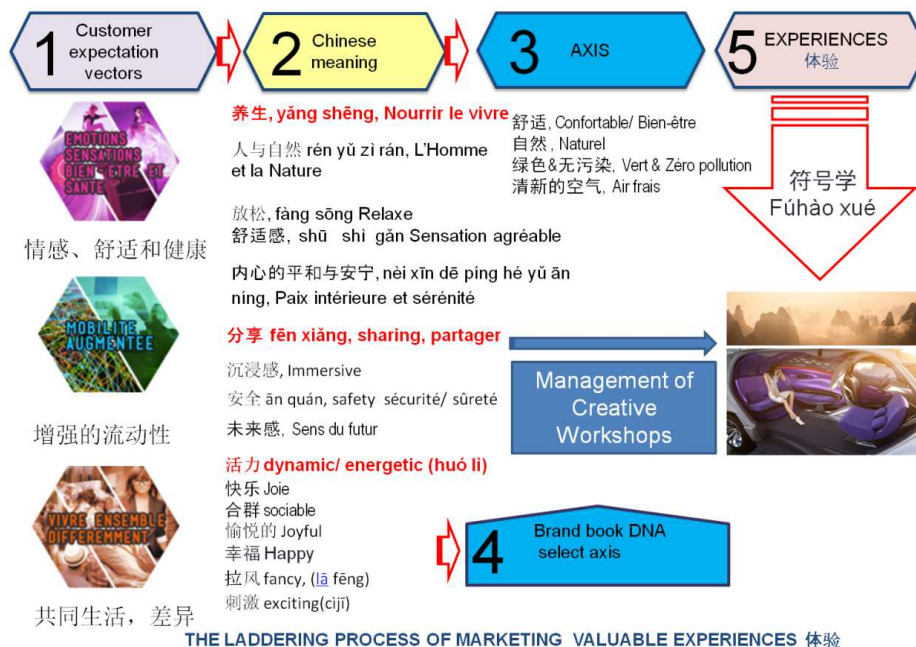 1 Customer expectation vectors
2 Chinese meaning
3 AXIS
5 EXPERIENCES
体验
EMOTIONS
SENSATIONS
BIEN-ETRE ET
SANTE
情感、舒适和健康
MOBILITE
AUGMENTEE
增强的流动性
VIVRE ENSEMBLE
DIFFEREMMENT
共同生活，差异
养生, yǎng shēng, Nourrir le vivre
人与自然 rén yǔ zì rán, L'Homme
et la Nature
放松, fàng sōng Relaxe
舒适感, shū shì gǎn Sensation agréable
内心的平和与安宁, nèi xīn dē píng hé yǔ ān
níng, Paix intérieure et sérénité
分享 fēn xiǎng, sharing, partager
沉浸感, Immersive
安全 ān quán, safety sécurité/ sûreté
未来感, Sens du futur
活力 dynamic/ energetic (huó lì)
快乐 Joie
合群 sociable
愉悦的 Joyful
幸福 Happy
拉风 fancy, (lā fēng)
刺激 exciting(cìjī)
舒适, Confortable/ Bien-être
自然, Naturel
绿色&无污染, Vert & Zéro pollution
清新的空气, Air frais
符号学
Fúhào xué
Management of
Creative
Workshops
4 Brand book DNA
select axis
THE LADDERING PROCESS OF MARKETING VALUABLE EXPERIENCES 体验